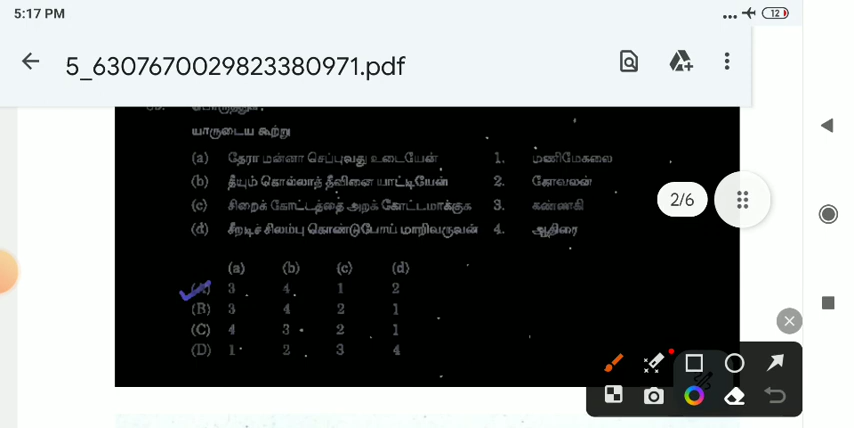 5:17 PM
12
5_6307670029823380971.pdf
பொருத்துக :
யாருடைய கூற்று
(a) தேரா மன்னா செப்புவது உடையேன் 1. மணிமேகலை
(b) தீயும் கொல்லாத் தீவினை யாட்டியேன் 2. கோவலன்
(c) சிறைக் கோட்டத்தை அறக் கோட்டமாக்குக 3. கண்ணகி
(d) சீறடிச் சிலம்பு கொண்டுபோய் மாறிவருவன் 4. ஆதிரை
2/6
(a) (b) (c) (d)
(A) 3 4 1 2
(B) 3 4 2 1
(C) 4 3 2 1
(D) 1 2 3 4